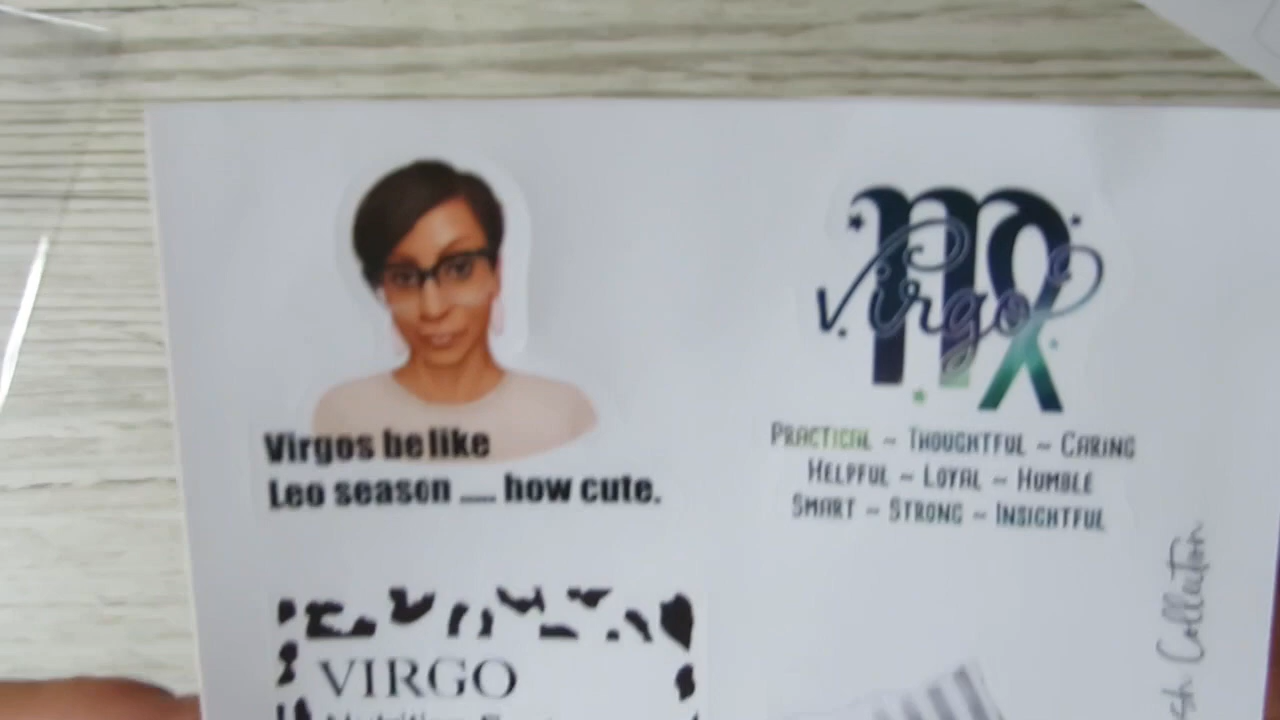 Virgo
Virgos be like
Leo season __ how cute.
PRACTICAL ~ THOUGHTFUL ~ CARING
HELPFUL ~ LOYAL ~ HUMBLE
SMART ~ STRONG ~ INSIGHTFUL
VIRGO
Collection